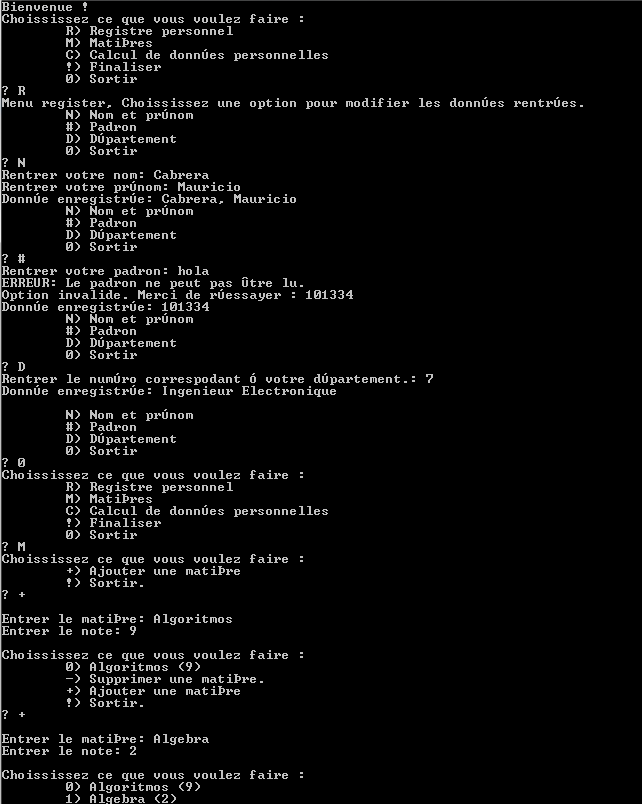 Bienvenue !
Choississez ce que vous voulez faire :
R) Registre personnel
M) MatiÞres
C) Calcul de donnÚes personnelles
!) Finaliser
0) Sortir
? R
Menu register, Choississez une option pour modifier les donnÚes rentrÚes.
N) Nom et prÚnom
#) Padron
D) DÚpartement
0) Sortir
? N
Rentrer votre nom: Cabrera
Rentrer votre prÚnom: Mauricio
DonnÚe enregistrÚe: Cabrera, Mauricio
N) Nom et prÚnom
#) Padron
D) DÚpartement
0) Sortir
? #
Rentrer votre padron: hola
ERREUR: Le padron ne peut pas Ûtre lu.
Option invalide. Merci de rÚessayer : 101334
DonnÚe enregistrÚe: 101334
N) Nom et prÚnom
#) Padron
D) DÚpartement
0) Sortir
? D
Rentrer le numÚro correspodant Ó votre dÚpartement.: 7
DonnÚe enregistrÚe: Ingenieur Electronique
N) Nom et prÚnom
#) Padron
D) DÚpartement
0) Sortir
? 0
Choississez ce que vous voulez faire :
R) Registre personnel
M) MatiÞres
C) Calcul de donnÚes personnelles
!) Finaliser
0) Sortir
? M
Choississez ce que vous voulez faire :
+) Ajouter une matiÞre
!) Sortir.
? +
Entrer le matiÞre: Algoritmos
Entrer le note: 9
Choississez ce que vous voulez faire :
0) Algoritmos (9)
-) Supprimer une matiÞre.
+) Ajouter une matiÞre
!) Sortir.
? +
Entrer le matiÞre: Algebra
Entrer le note: 2
Choississez ce que vous voulez faire :
0) Algoritmos (9)
1) Algebra (2)